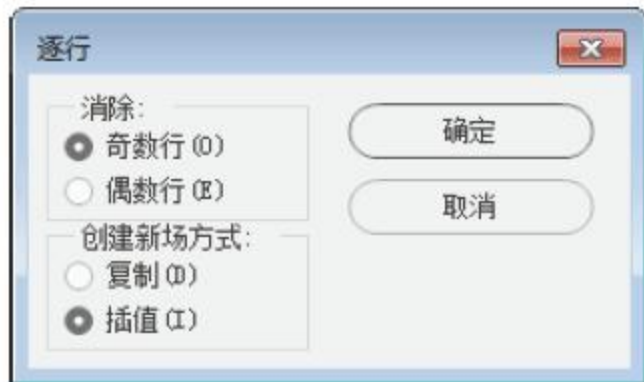 逐行
消除:
奇数行(O)
偶数行(E)
创建新场方式:
复制(D)
插值(I)
确定
取消